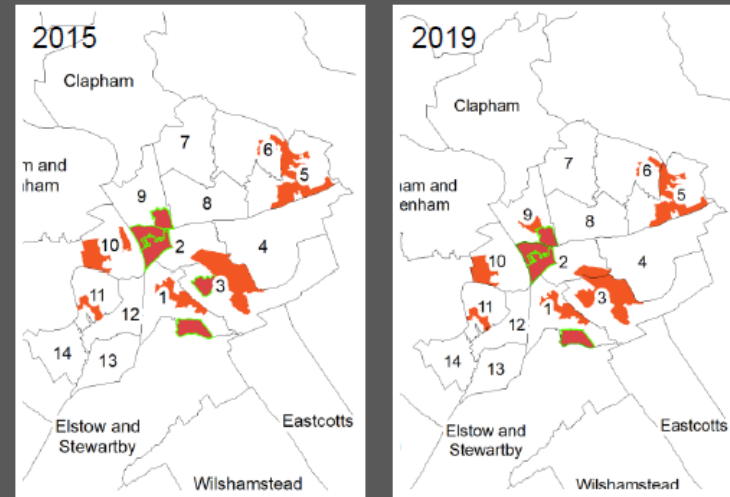 2015
Clapham
7
6
5
m and
ham
9
8
10
2
4
11
1
3
12
14
13
Elstow and
Stewartby
Eastcotts
Wilshamstead
2019
Clapham
7
6
5
am and
enham
9
8
10
2
4
11
1
3
12
14
13
Elstow and
Stewartby
Eastcotts
Wilshamstead